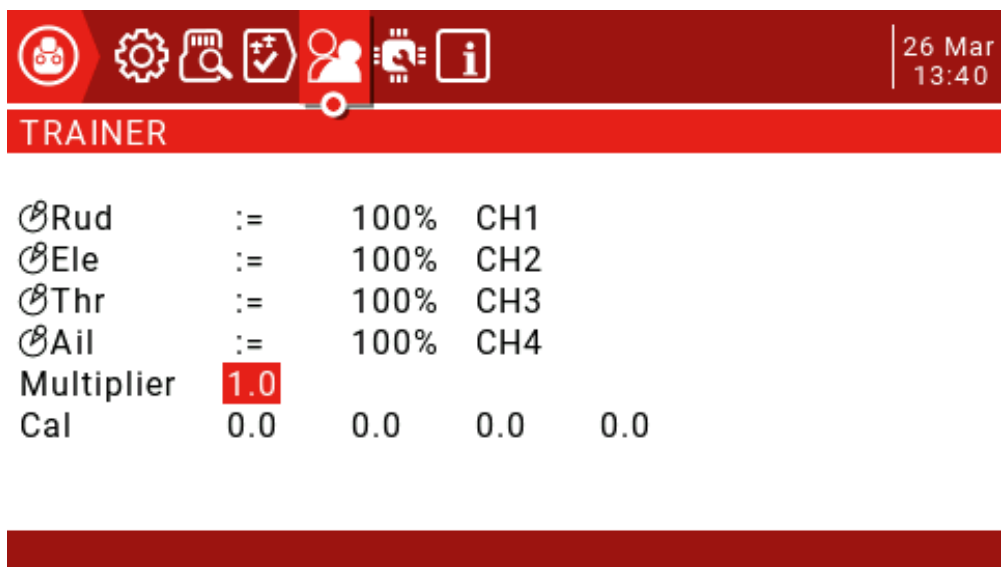 26 Mar
13:40
TRAINER
Rud := 100% CH1
Ele := 100% CH2
Thr := 100% CH3
Ail := 100% CH4
Multiplier 1.0
Cal 0.0 0.0 0.0 0.0